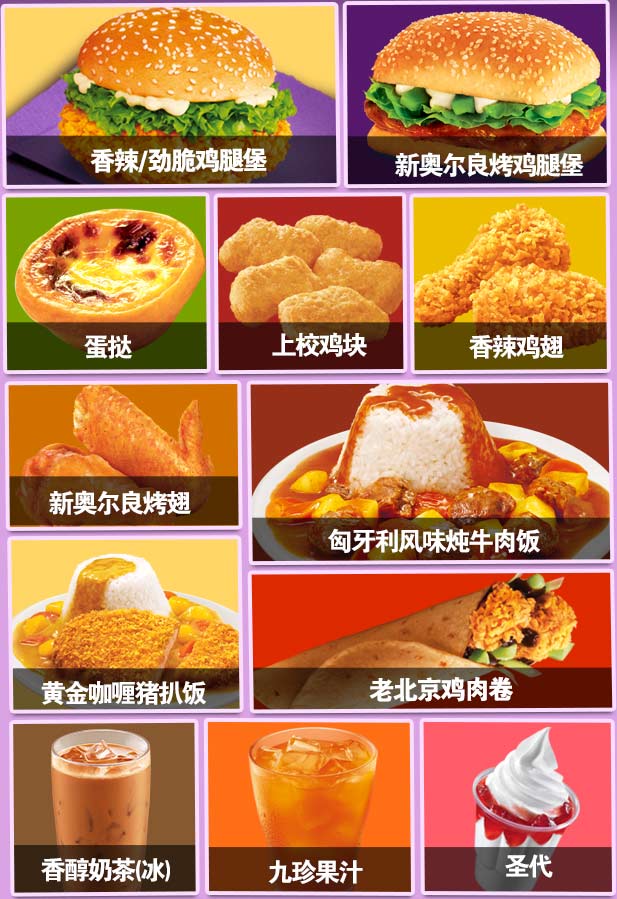 香辣/劲脆鸡腿堡
新奥尔良烤鸡腿堡
蛋挞
上校鸡块
香辣鸡翅
新奥尔良烤翅
匈牙利风味炖牛肉饭
黄金咖喱猪扒饭
老北京鸡肉卷
香醇奶茶(冰)
九珍果汁
圣代